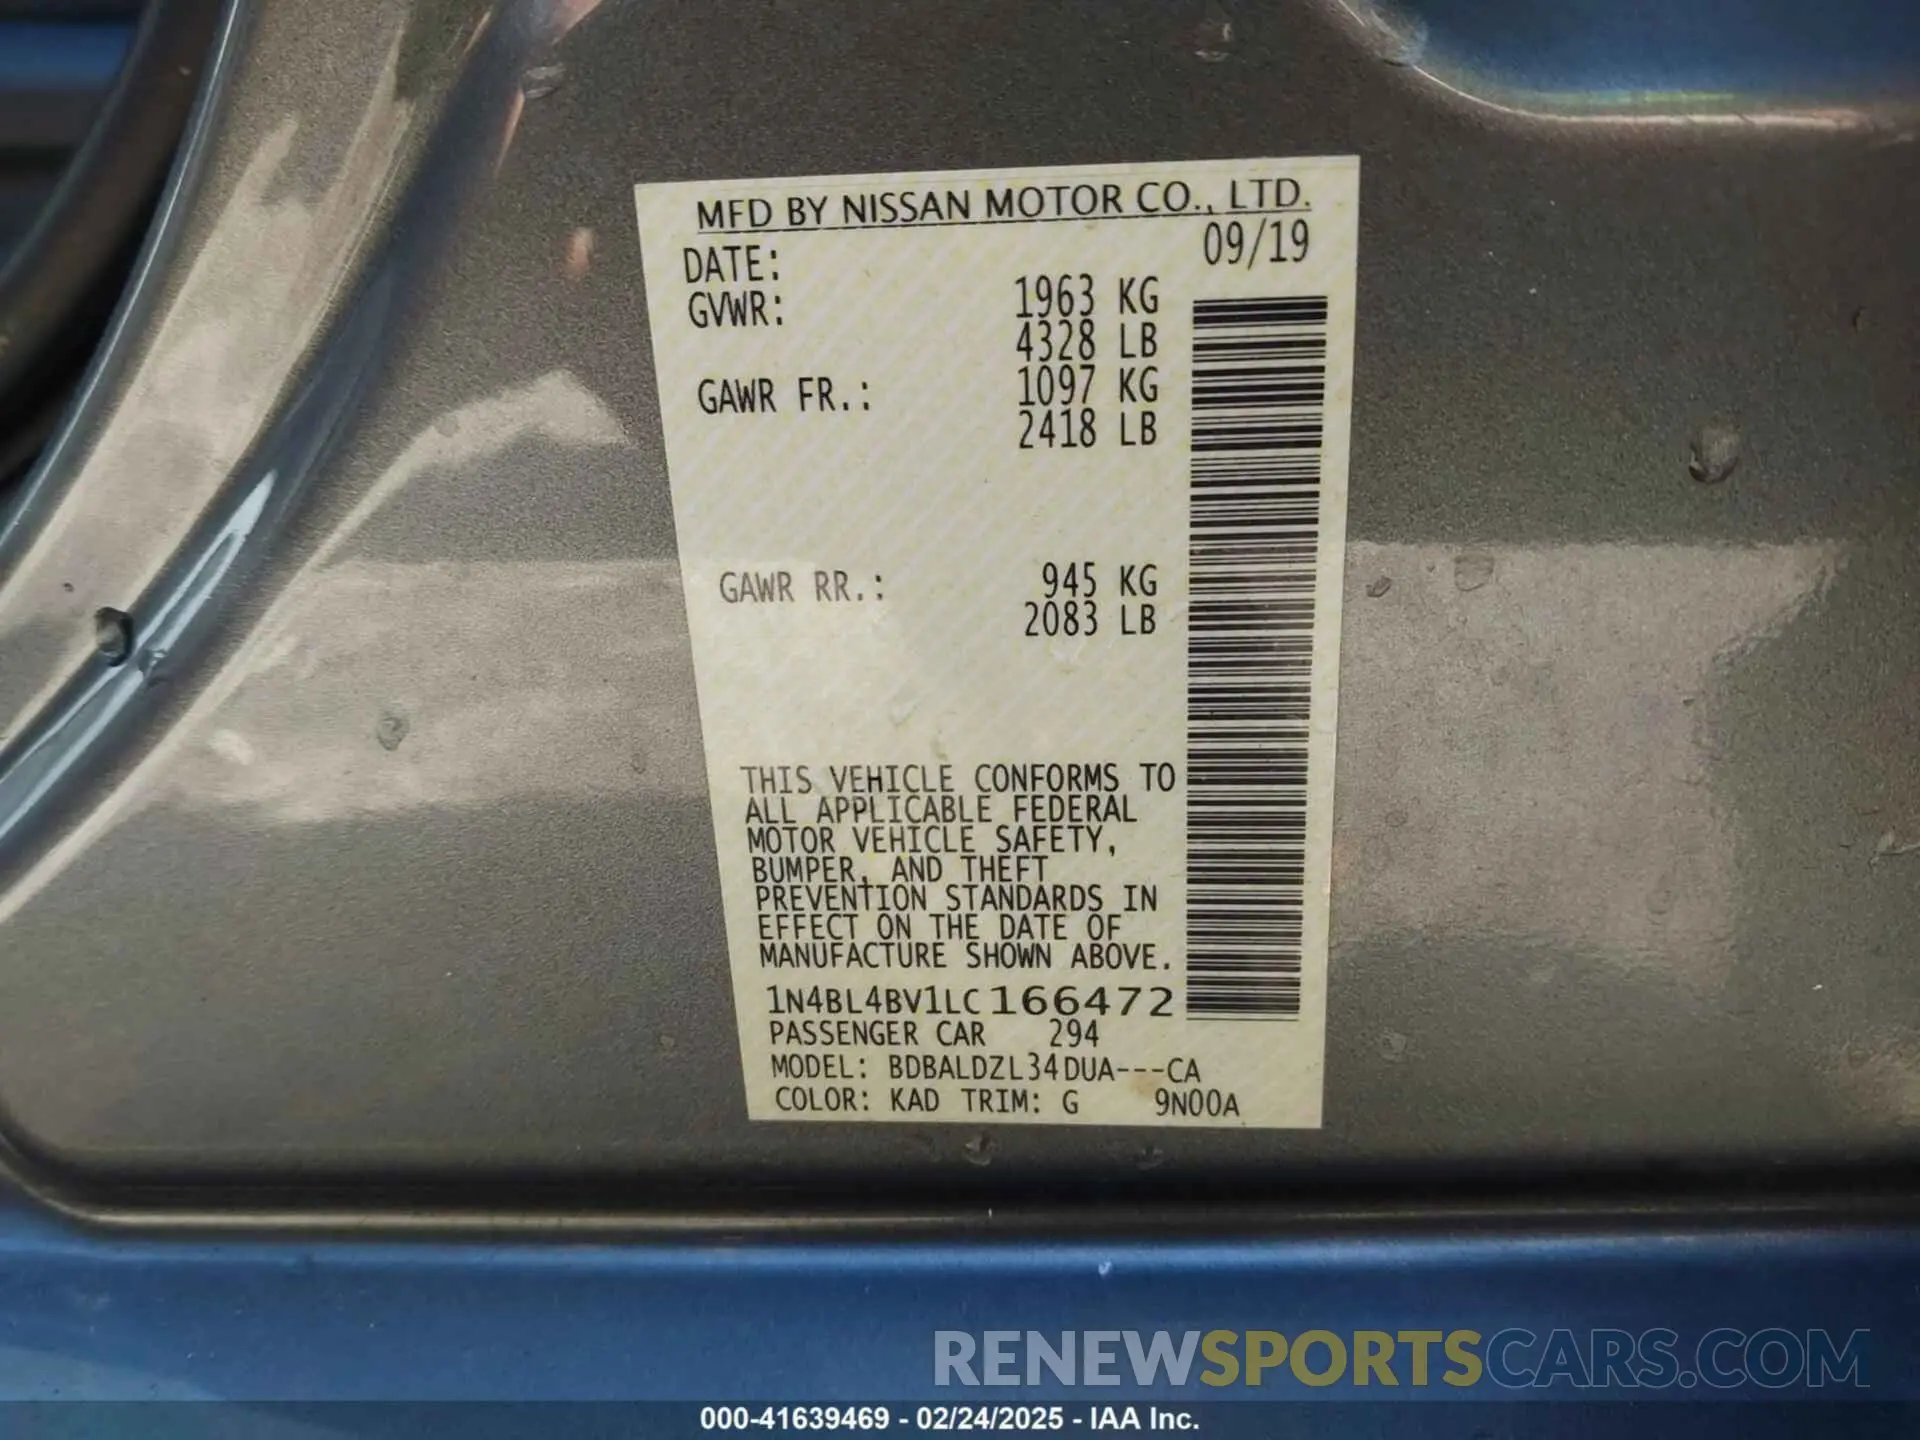 MFD BY NISSAN MOTOR CO., LTD.
DATE: 09/19
GVWR: 1963 KG
4328 LB
GAWR FR.: 1097 KG
2418 LB
GAWR RR.: 945 KG
2083 LB
THIS VEHICLE CONFORMS TO
ALL APPLICABLE FEDERAL
MOTOR VEHICLE SAFETY,
BUMPER, AND THEFT
PREVENTION STANDARDS IN
EFFECT ON THE DATE OF
MANUFACTURE SHOWN ABOVE.
1N4BL4BV1LC166472
PASSENGER CAR 294
MODEL: BDBALDZL34DUA---CA
COLOR: KAD TRIM: G 9N00A
RENEWSPORTSCARS.COM
000-41639469 - 02/24/2025 - IAA Inc.